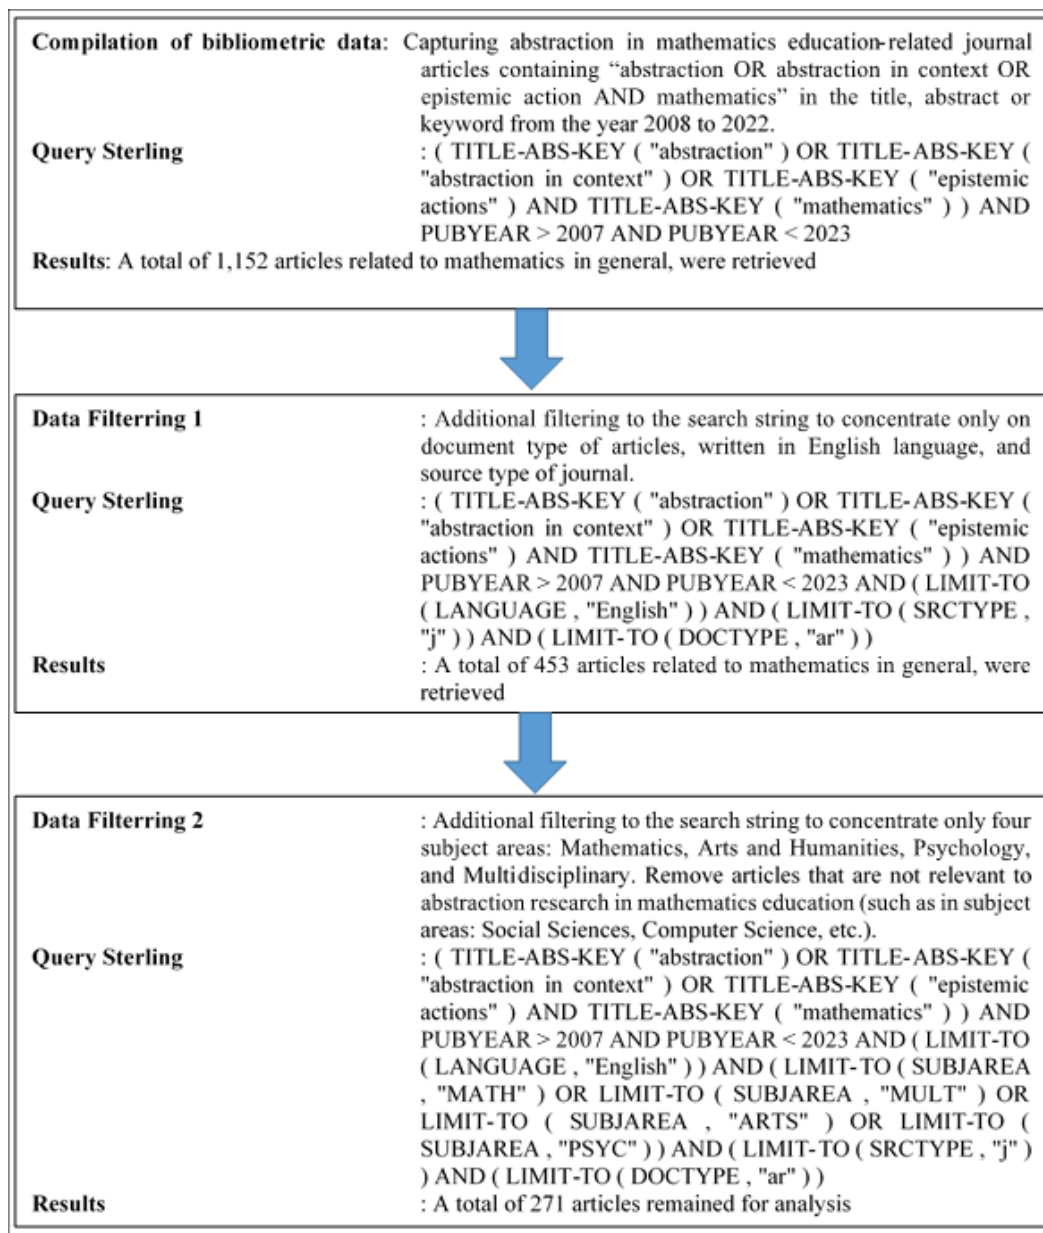 Compilation of bibliometric data: Capturing abstraction in mathematics education-related journal
articles containing “abstraction OR abstraction in context OR
epistemic action AND mathematics” in the title, abstract or
keyword from the year 2008 to 2022.
Query Sterling : ( TITLE-ABS-KEY ( "abstraction" ) OR TITLE-ABS-KEY (
"abstraction in context" ) OR TITLE-ABS-KEY ( "epistemic
actions" ) AND TITLE-ABS-KEY ( "mathematics" ) ) AND
PUBYEAR > 2007 AND PUBYEAR < 2023
Results: A total of 1,152 articles related to mathematics in general, were retrieved
Data Filterring 1 : Additional filtering to the search string to concentrate only on
document type of articles, written in English language, and
source type of journal.
Query Sterling : ( TITLE-ABS-KEY ( "abstraction" ) OR TITLE-ABS-KEY (
"abstraction in context" ) OR TITLE-ABS-KEY ( "epistemic
actions" ) AND TITLE-ABS-KEY ( "mathematics" ) ) AND
PUBYEAR > 2007 AND PUBYEAR < 2023 AND ( LIMIT-TO
( LANGUAGE , "English" ) ) AND ( LIMIT-TO ( SRCTYPE ,
"j" ) ) AND ( LIMIT-TO ( DOCTYPE , "ar" ) )
Results : A total of 453 articles related to mathematics in general, were
retrieved
Data Filterring 2 : Additional filtering to the search string to concentrate only four
subject areas: Mathematics, Arts and Humanities, Psychology,
and Multidisciplinary. Remove articles that are not relevant to
abstraction research in mathematics education (such as in subject
areas: Social Sciences, Computer Science, etc.).
Query Sterling : ( TITLE-ABS-KEY ( "abstraction" ) OR TITLE-ABS-KEY (
"abstraction in context" ) OR TITLE-ABS-KEY ( "epistemic
actions" ) AND TITLE-ABS-KEY ( "mathematics" ) ) AND
PUBYEAR > 2007 AND PUBYEAR < 2023 AND ( LIMIT-TO
( LANGUAGE , "English" ) ) AND ( LIMIT-TO ( SUBJAREA
, "MATH" ) OR LIMIT-TO ( SUBJAREA , "MULT" ) OR
LIMIT-TO ( SUBJAREA , "ARTS" ) OR LIMIT-TO (
SUBJAREA , "PSYC" ) ) AND ( LIMIT-TO ( SRCTYPE , "j" )
) AND ( LIMIT-TO ( DOCTYPE , "ar" ) )
Results : A total of 271 articles remained for analysis